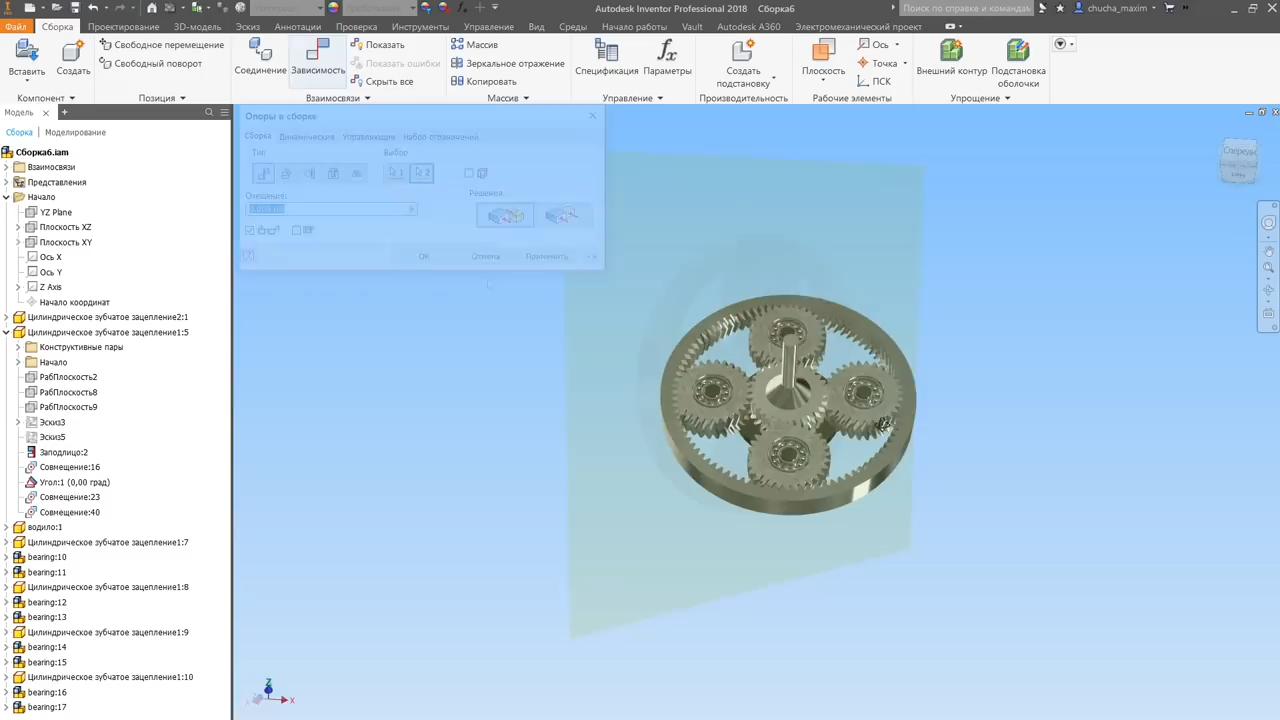 Autodesk Inventor Professional 2018 Сборка6
Поиск по справке и командам
chucha_maxim
Файл Сборка Проектирование 3D-модель Эскиз Аннотации Проверка Инструменты Управление Вид Среды Начало работы Vault Autodesk A360 Электромеханический проект
Вставить
Создать
Свободное перемещение
Свободный поворот
Соединение
Зависимость
Показать
Показать ошибки
Скрыть все
Массив
Зеркальное отражение
Копировать
Спецификация
fx
Параметры
Создать
подстановку
Плоскость
Ось
Точка
ПСК
Внешний контур
Подстановка
оболочки
Компонент Позиция Взаимосвязи Массив Управление Производительность Рабочие элементы Упрощение
Модель
Сборка Моделирование
Сборка6.iam
Взаимосвязи
Представления
Начало
YZ Plane
Плоскость XZ
Плоскость XY
Ось X
Ось Y
Z Axis
Начало координат
Цилиндрическое зубчатое зацепление2:1
Цилиндрическое зубчатое зацепление1:5
Конструктивные пары
Начало
РабПлоскость2
РабПлоскость8
РабПлоскость9
Эскиз3
Эскиз5
Заподлицо:2
Совмещение:16
Угол:1 (0,00 град)
Совмещение:23
Совмещение:40
водило:1
Цилиндрическое зубчатое зацепление1:7
bearing:10
bearing:11
Цилиндрическое зубчатое зацепление1:8
bearing:12
bearing:13
Цилиндрическое зубчатое зацепление1:9
bearing:14
bearing:15
Цилиндрическое зубчатое зацепление1:10
bearing:16
bearing:17
Опоры в сборке
Сборка Динамические Управляющие Набор ограничений
Тип
Выбор
1
2
Смещение:
Решения
OK
Отмена
Применить
>>
Спереди
Z
X